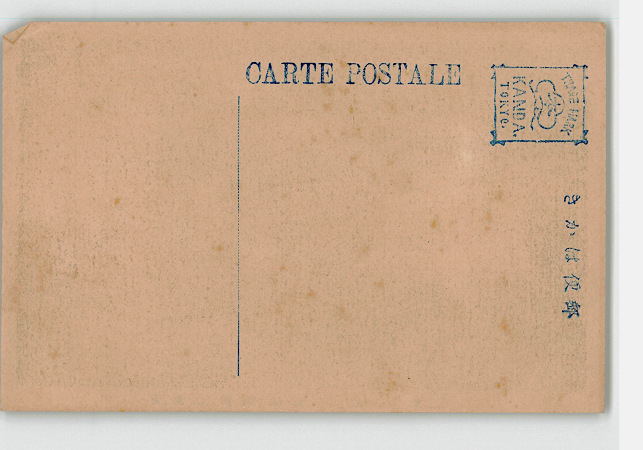 CARTE POSTALE
TRADE MARK
KANDA.
TOKYO.
きかは便郵